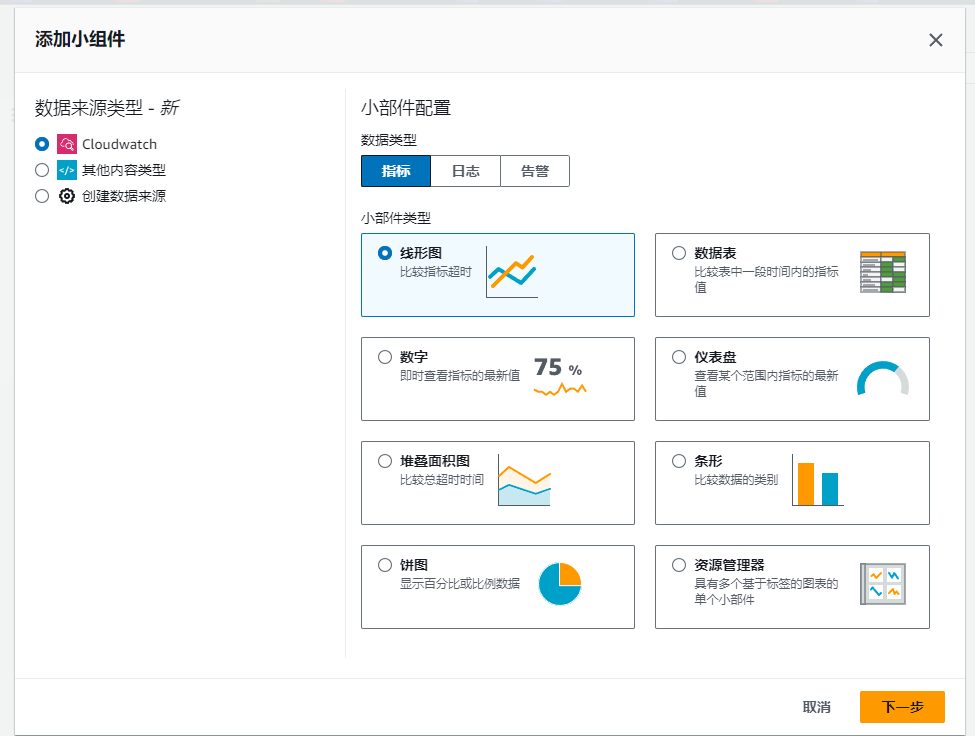 添加小组件
数据来源类型 - 新
Cloudwatch
其他内容类型
创建数据来源
小部件配置
数据类型
指标
日志
告警
小部件类型
线形图
比较指标超时
数据表
比较表中一段时间内的指标
值
数字
即时查看指标的最新值
75 %
仪表盘
查看某个范围内指标的最新
值
堆叠面积图
比较总超时时间
条形
比较数据的类别
饼图
显示百分比或比例数据
资源管理器
具有多个基于标签的图表的
单个小部件
取消
下一步